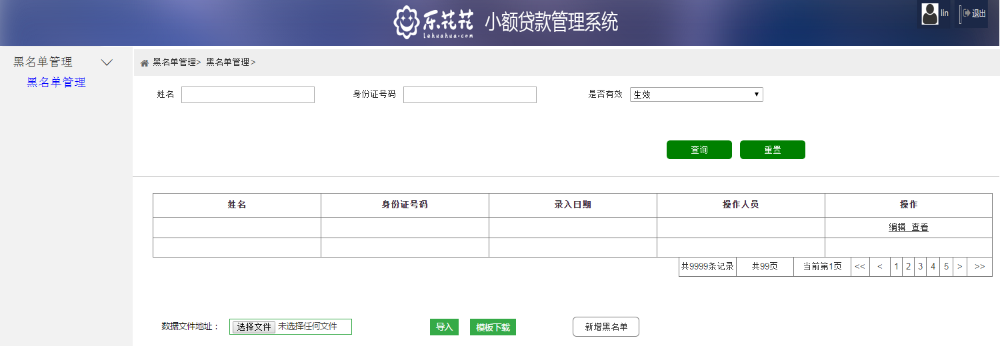 乐花花 小额贷款管理系统
lehuahua.com
lin 退出
黑名单管理
黑名单管理
黑名单管理> 黑名单管理>
姓名 身份证号码 是否有效 生效
查询 重置
姓名 身份证号码 录入日期 操作人员 操作
编辑 查看
共9999条记录 共99页 当前第1页 << < 1 2 3 4 5 > >>
数据文件地址： 选择文件 未选择任何文件 导入 模板下载 新增黑名单